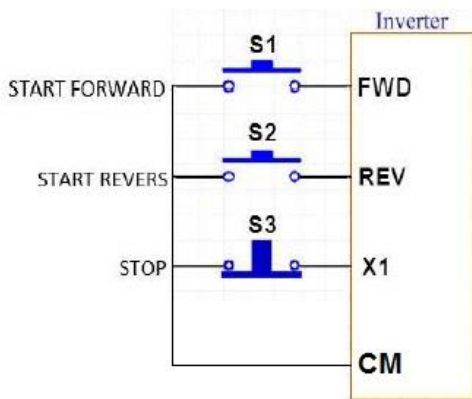 Inverter
S1
START FORWARD
FWD
S2
START REVERS
REV
S3
STOP
X1
CM